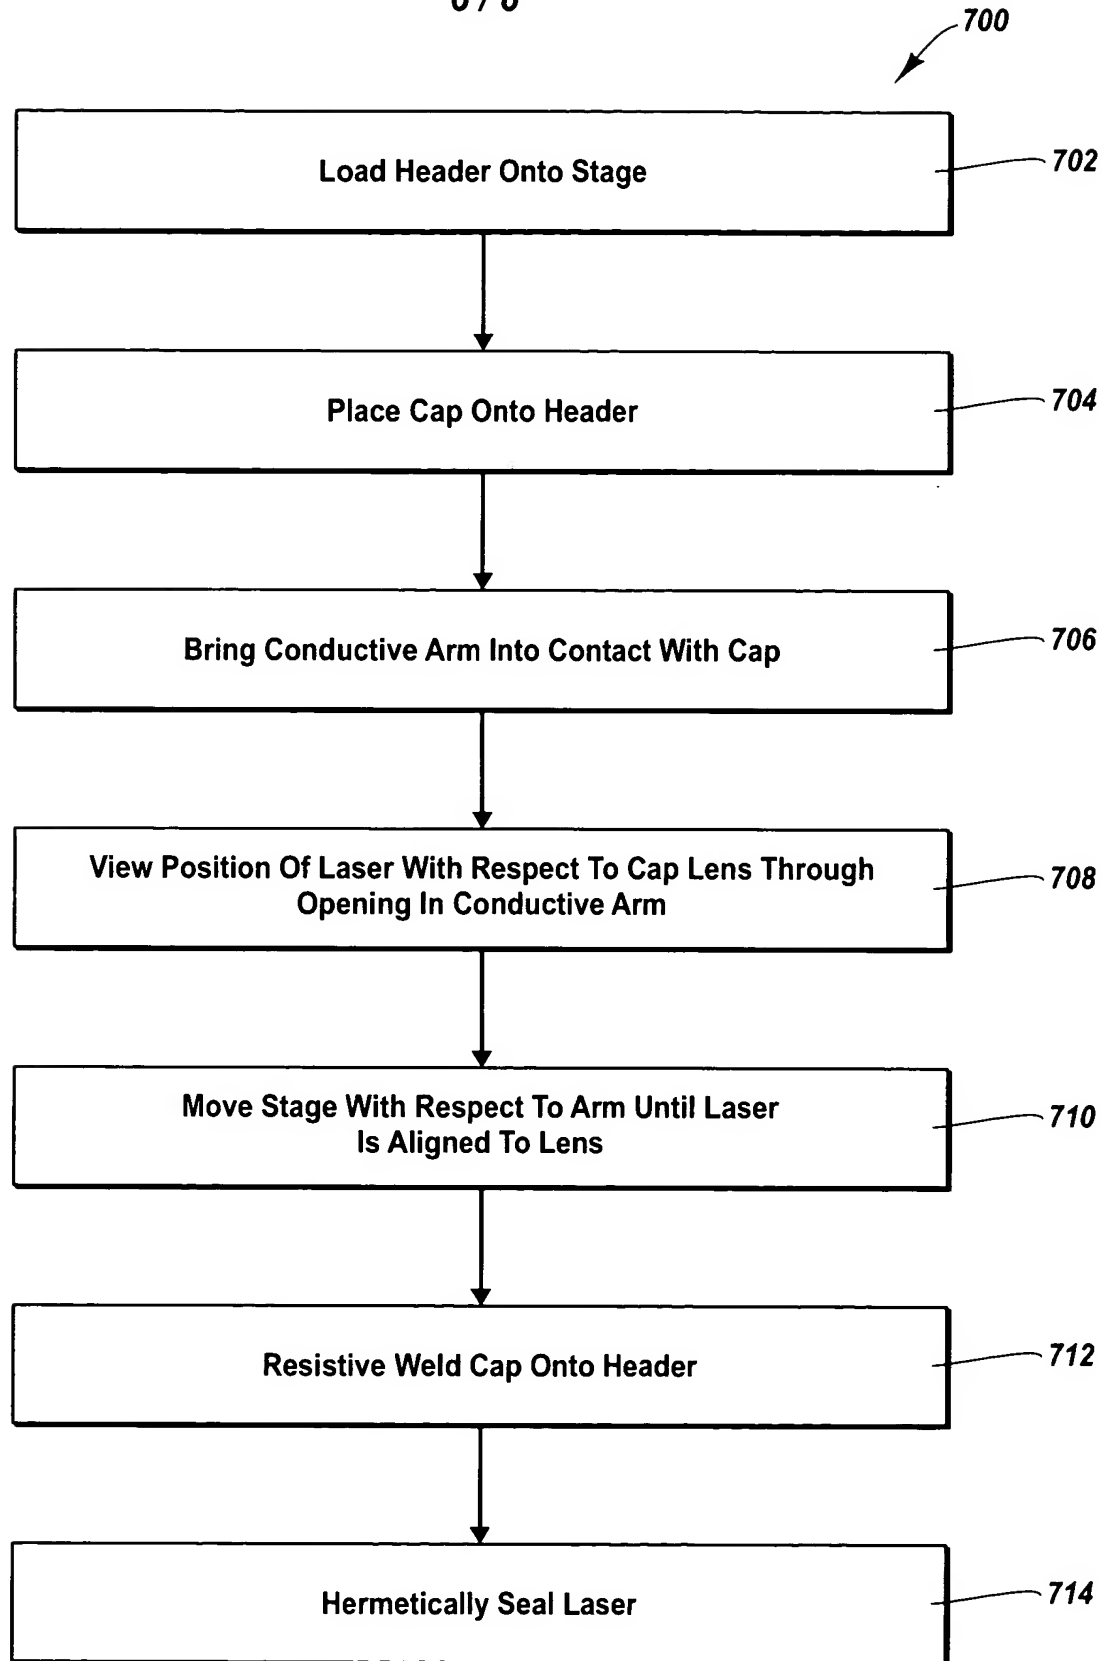 700
Load Header Onto Stage
702
Place Cap Onto Header
704
Bring Conductive Arm Into Contact With Cap
706
View Position Of Laser With Respect To Cap Lens Through
Opening In Conductive Arm
708
Move Stage With Respect To Arm Until Laser
Is Aligned To Lens
710
Resistive Weld Cap Onto Header
712
Hermetically Seal Laser
714